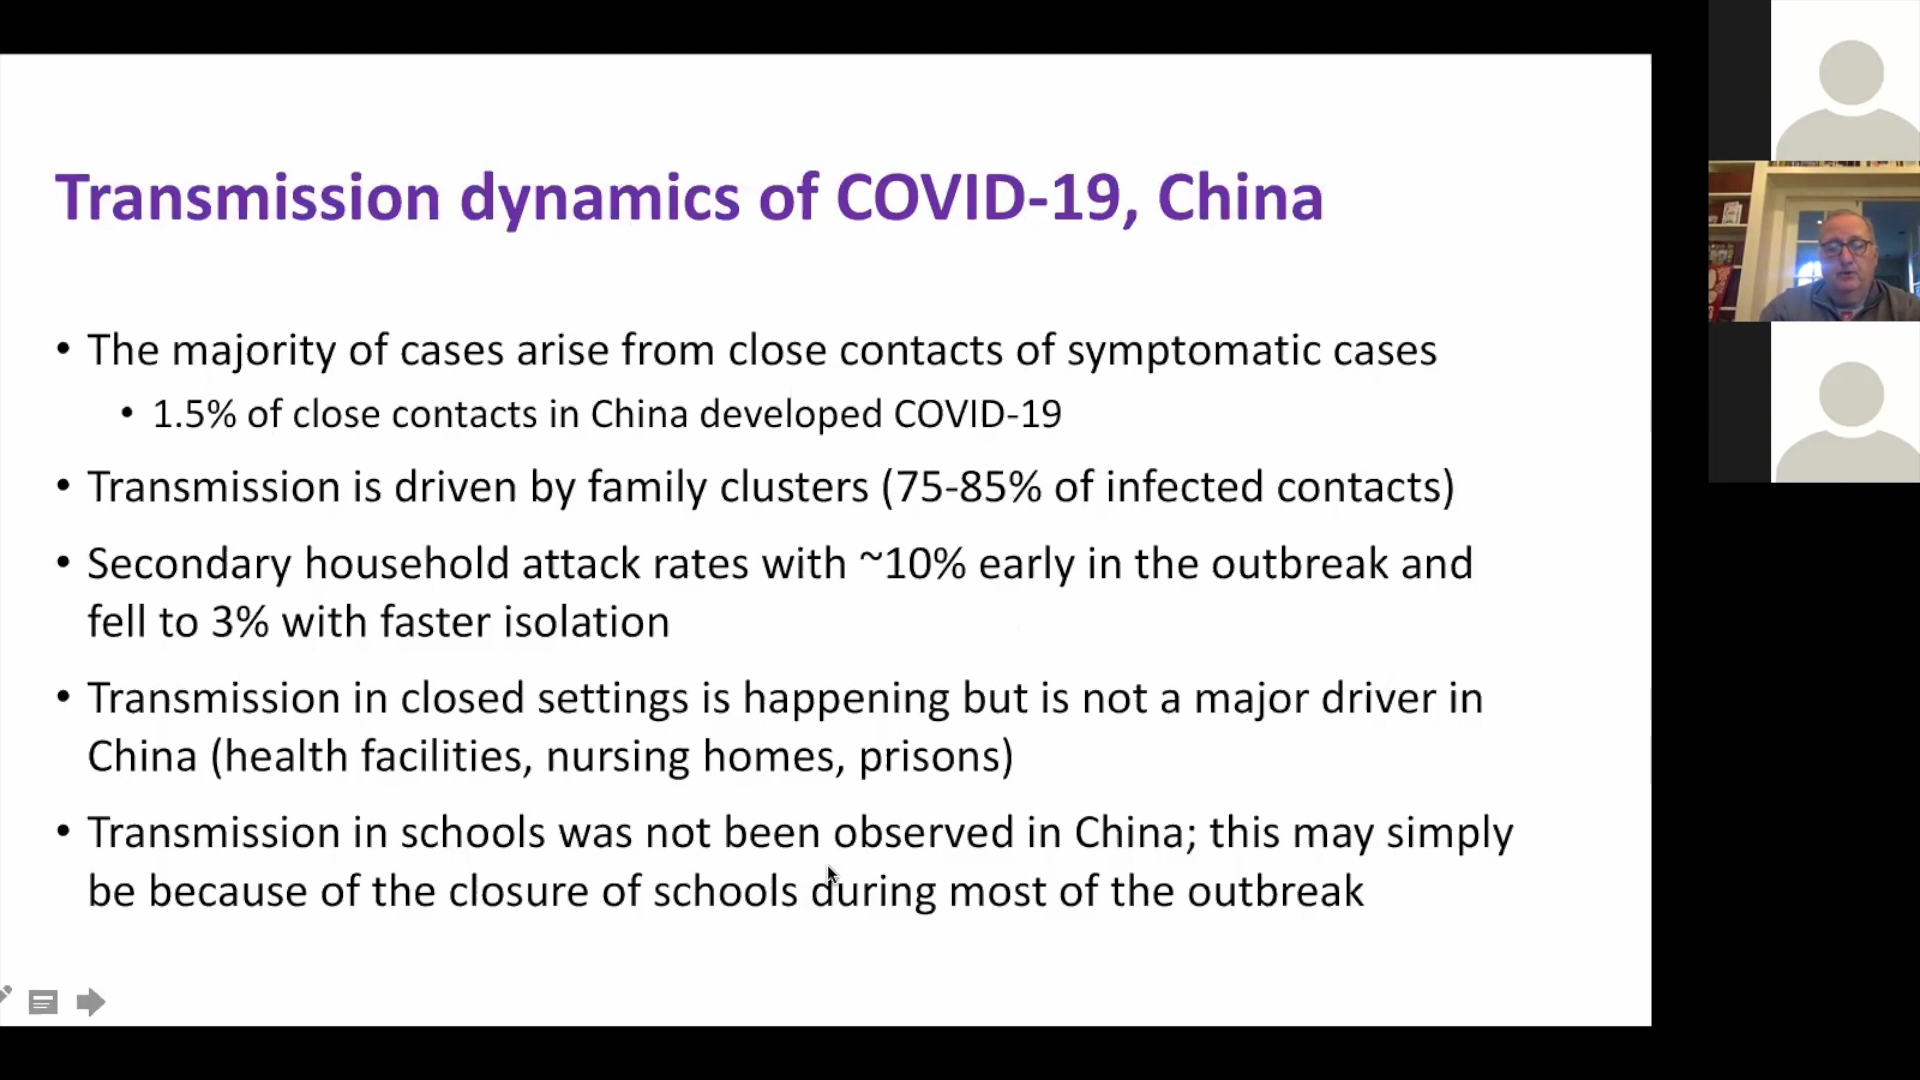 Transmission dynamics of COVID-19, China
• The majority of cases arise from close contacts of symptomatic cases
• 1.5% of close contacts in China developed COVID-19
• Transmission is driven by family clusters (75-85% of infected contacts)
• Secondary household attack rates with ~10% early in the outbreak and
fell to 3% with faster isolation
• Transmission in closed settings is happening but is not a major driver in
China (health facilities, nursing homes, prisons)
• Transmission in schools was not been observed in China; this may simply
be because of the closure of schools during most of the outbreak